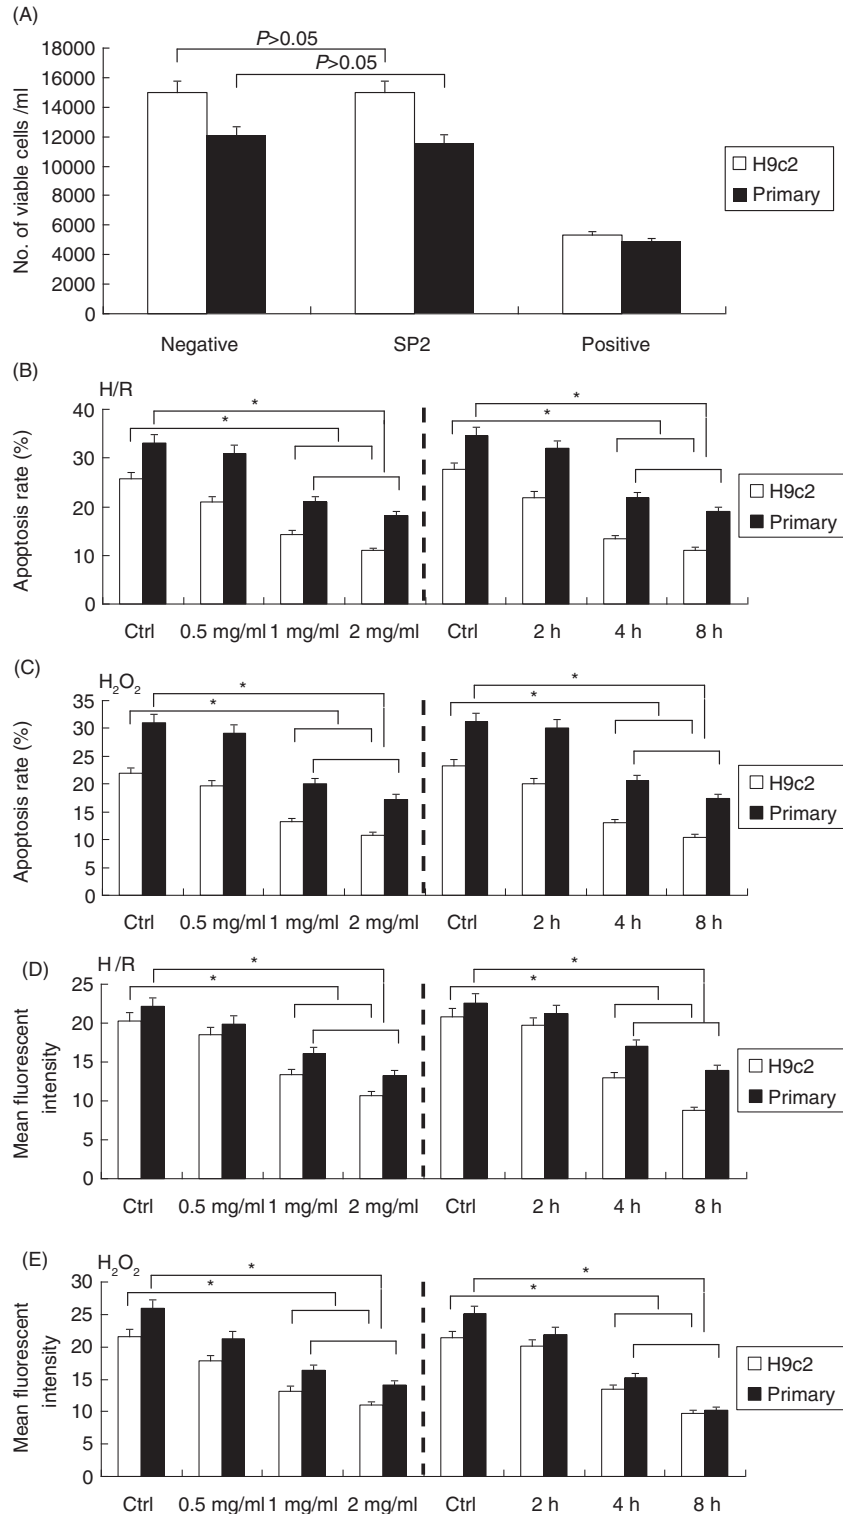 (A)
P>0.05
P>0.05
18000
16000
14000
12000
10000
8000
6000
4000
2000
0
No. of viable cells /ml
Negative SP2 Positive
H9c2
Primary
(B)
H/R
* * * *
40
30
20
10
0
Apoptosis rate (%)
Ctrl 0.5 mg/ml 1 mg/ml 2 mg/ml Ctrl 2 h 4 h 8 h
H9c2
Primary
(C)
H₂O₂
* * * *
35
30
25
20
15
10
5
0
Apoptosis rate (%)
Ctrl 0.5 mg/ml 1 mg/ml 2 mg/ml Ctrl 2 h 4 h 8 h
H9c2
Primary
(D)
H/R
* * * *
25
20
15
10
5
0
Mean fluorescent
intensity
Ctrl 0.5 mg/ml 1 mg/ml 2 mg/ml Ctrl 2 h 4 h 8 h
H9c2
Primary
(E)
H₂O₂
* * * *
30
25
20
15
10
5
0
Mean fluorescent
intensity
Ctrl 0.5 mg/ml 1 mg/ml 2 mg/ml Ctrl 2 h 4 h 8 h
H9c2
Primary